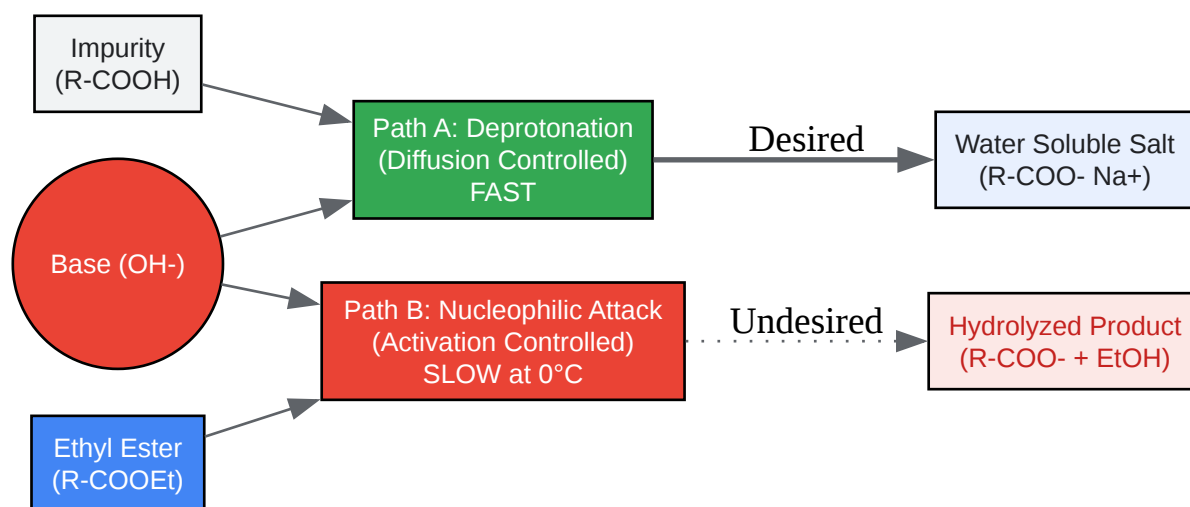 Impurity
(R-COOH)
Path A: Deprotonation
(Diffusion Controlled)
FAST
Desired
Water Soluble Salt
(R-COO- Na+)
Base (OH-)
Path B: Nucleophilic Attack
(Activation Controlled)
SLOW at 0°C
Undesired
Hydrolyzed Product
(R-COO- + EtOH)
Ethyl Ester
(R-COOEt)